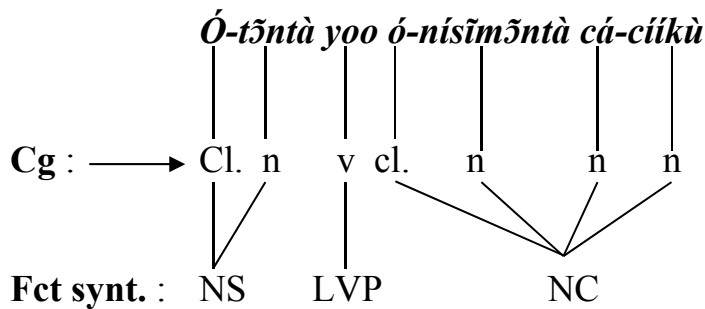 Ó-tɔ̃ntà yoo ó-nísĩmɔ̃ntà cá-cííkù
Cg : Cl. n v cl. n n n
Fct synt. : NS LVP NC